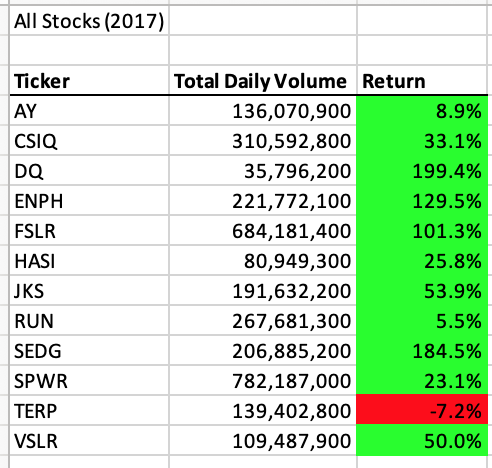 All Stocks (2017)
Ticker Total Daily Volume Return
AY 136,070,900 8.9%
CSIQ 310,592,800 33.1%
DQ 35,796,200 199.4%
ENPH 221,772,100 129.5%
FSLR 684,181,400 101.3%
HASI 80,949,300 25.8%
JKS 191,632,200 53.9%
RUN 267,681,300 5.5%
SEDG 206,885,200 184.5%
SPWR 782,187,000 23.1%
TERP 139,402,800 -7.2%
VSLR 109,487,900 50.0%